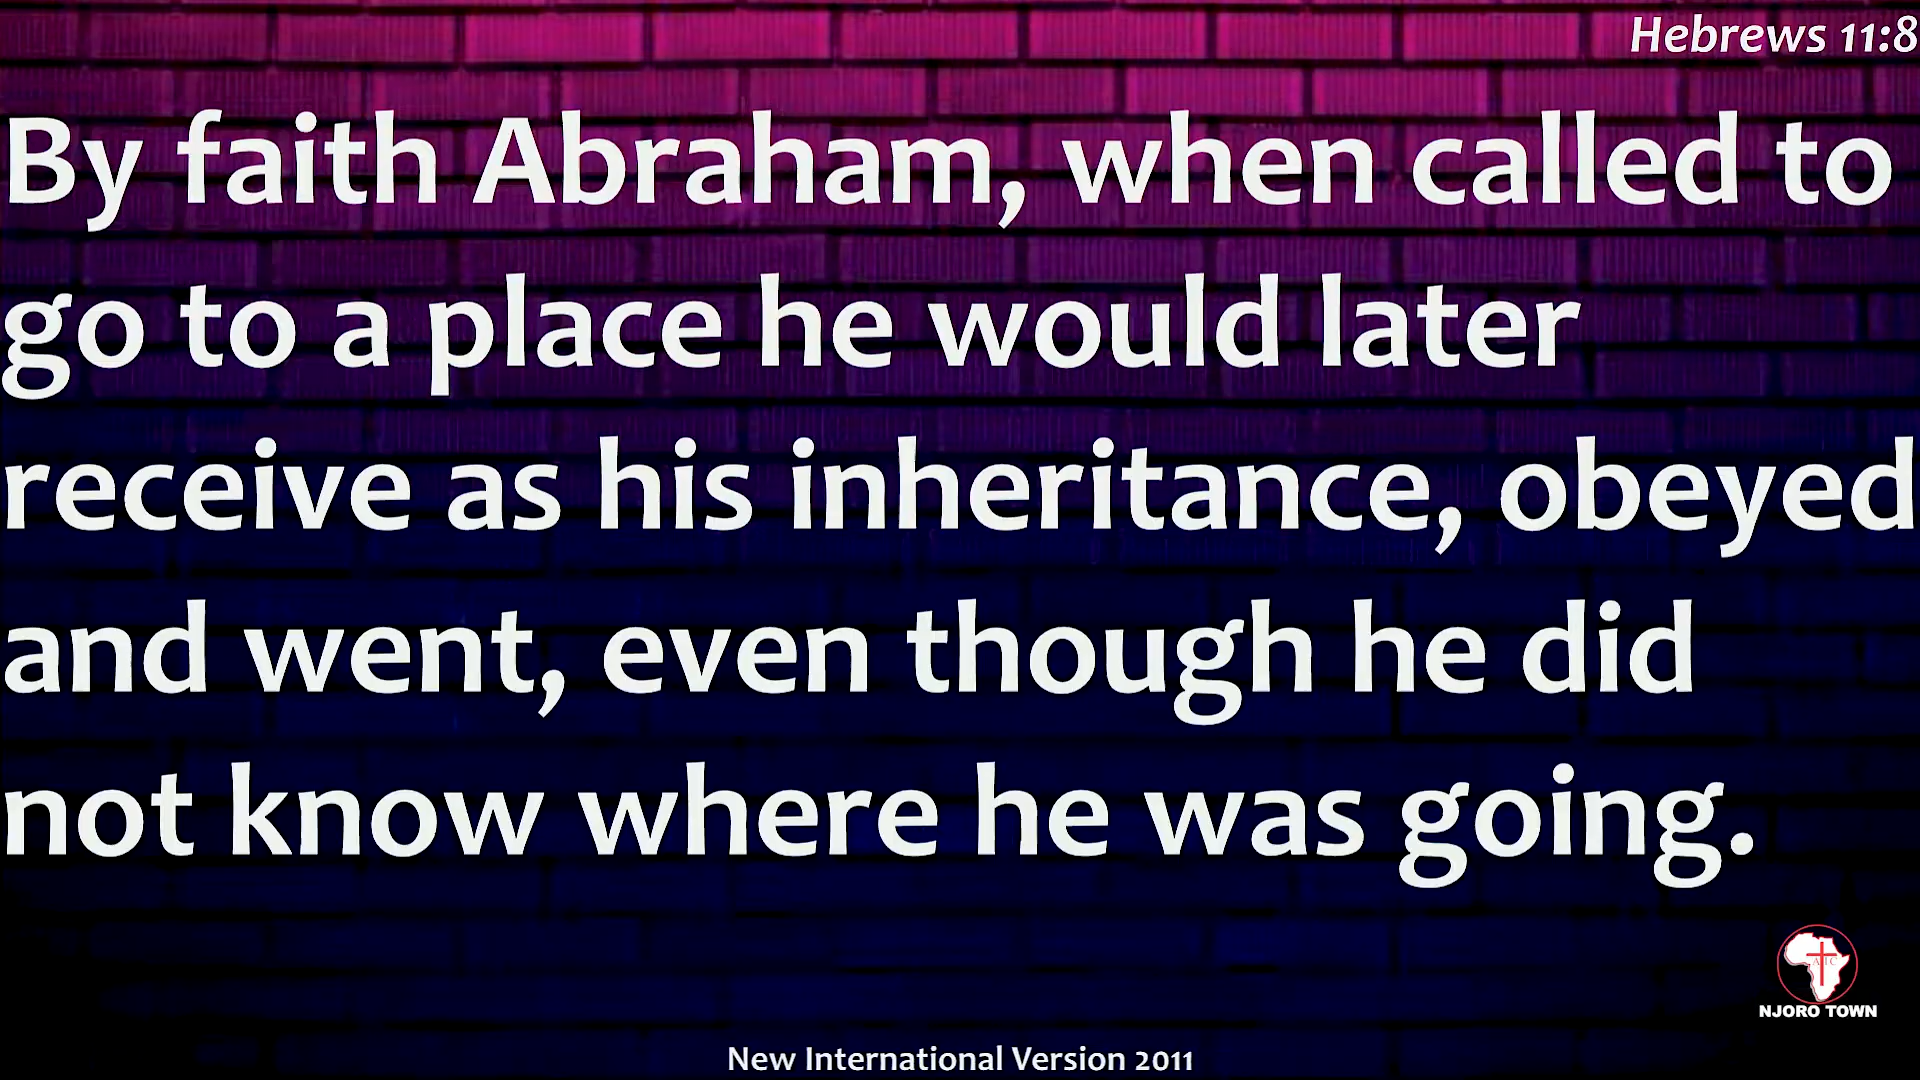 Hebrews 11:8
By faith Abraham, when called to
go to a place he would later
receive as his inheritance, obeyed
and went, even though he did
not know where he was going.
AIC
NJORO TOWN
New International Version 2011